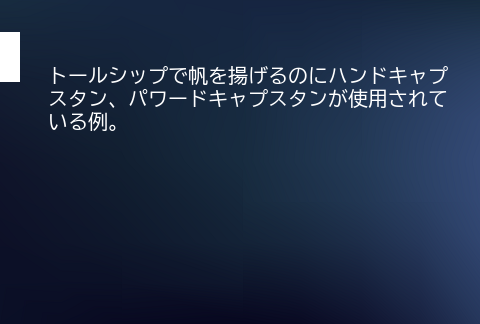 トールシップで帆を揚げるのにハンドキャプ
スタン、パワードキャプスタンが使用されて
いる例。